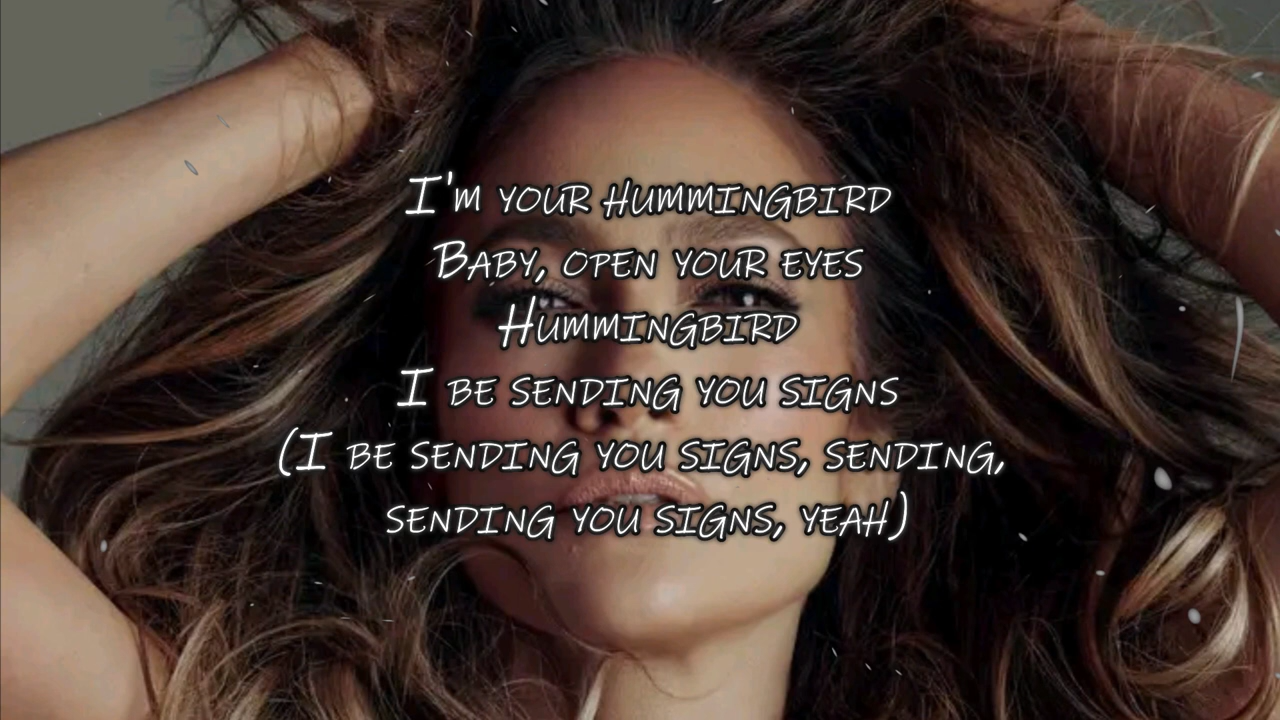 I'm your hummingbird
Baby, open your eyes
Hummingbird
I be sending you signs
(I be sending you signs, sending,
sending you signs, yeah)